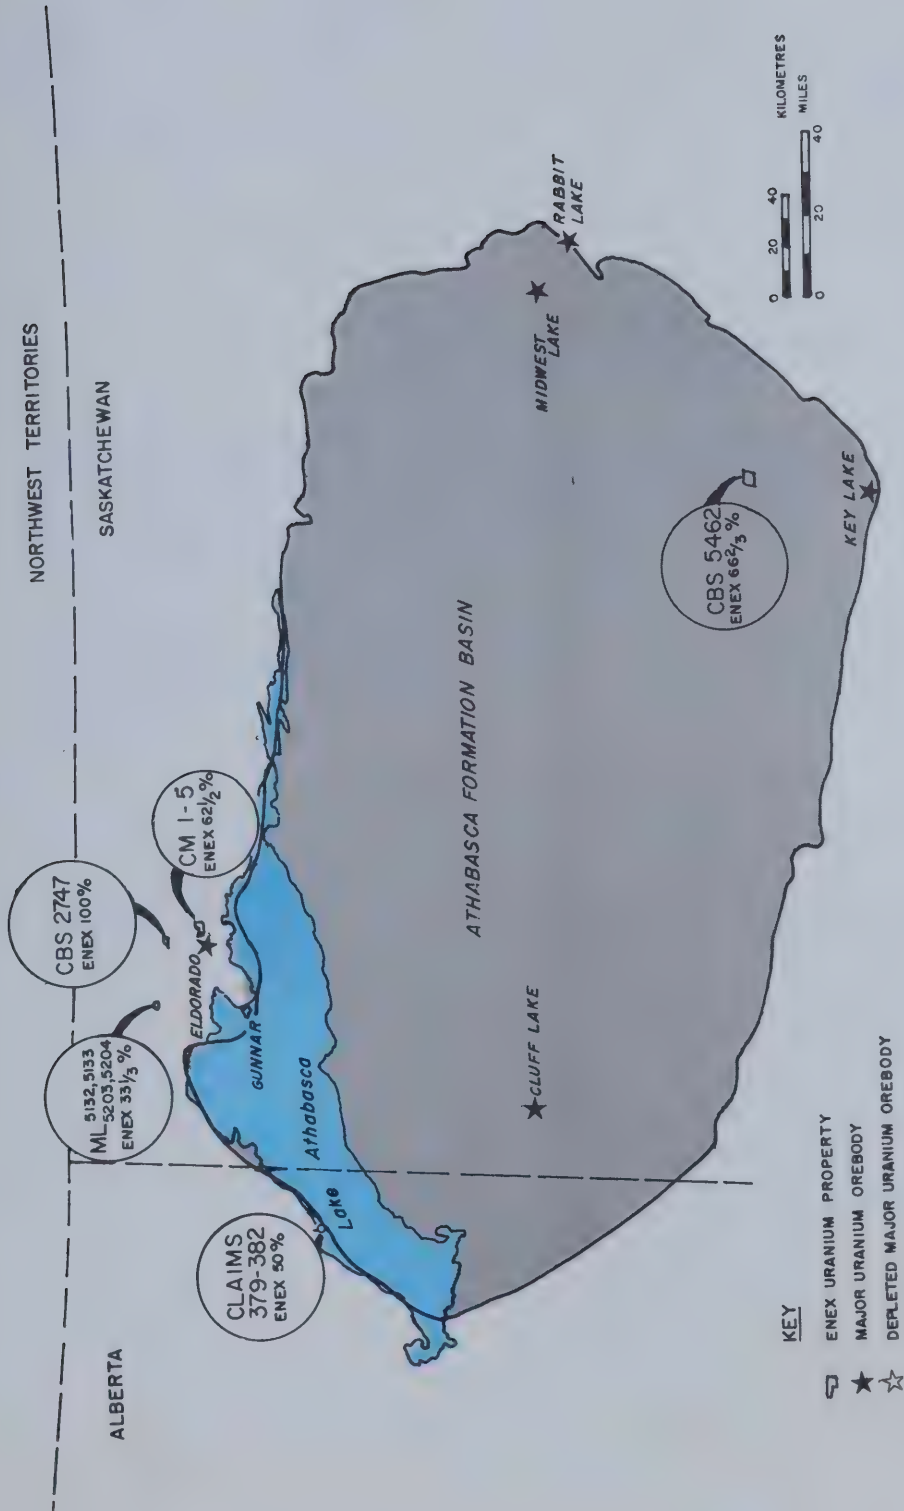 NORTHWEST TERRITORIES
SASKATCHEWAN
ALBERTA
CBS 2747
ENEX 100%
ML 5132,5133
5203,5204
ENEX 33 1/3 %
CM 1-5
ENEX 62 1/2 %
CLAIMS
379-382
ENEX 50%
ELDORADO
GUNNAR
Lake Athabasca
ATHABASCA FORMATION BASIN
CLUFF LAKE
MIDWEST
LAKE
RABBIT
LAKE
CBS 5462
ENEX 66 2/3 %
KEY LAKE
KEY
ENEX URANIUM PROPERTY
MAJOR URANIUM OREBODY
DEPLETED MAJOR URANIUM OREBODY
0 20 40 KILOMETRES
MILES
0 20 40